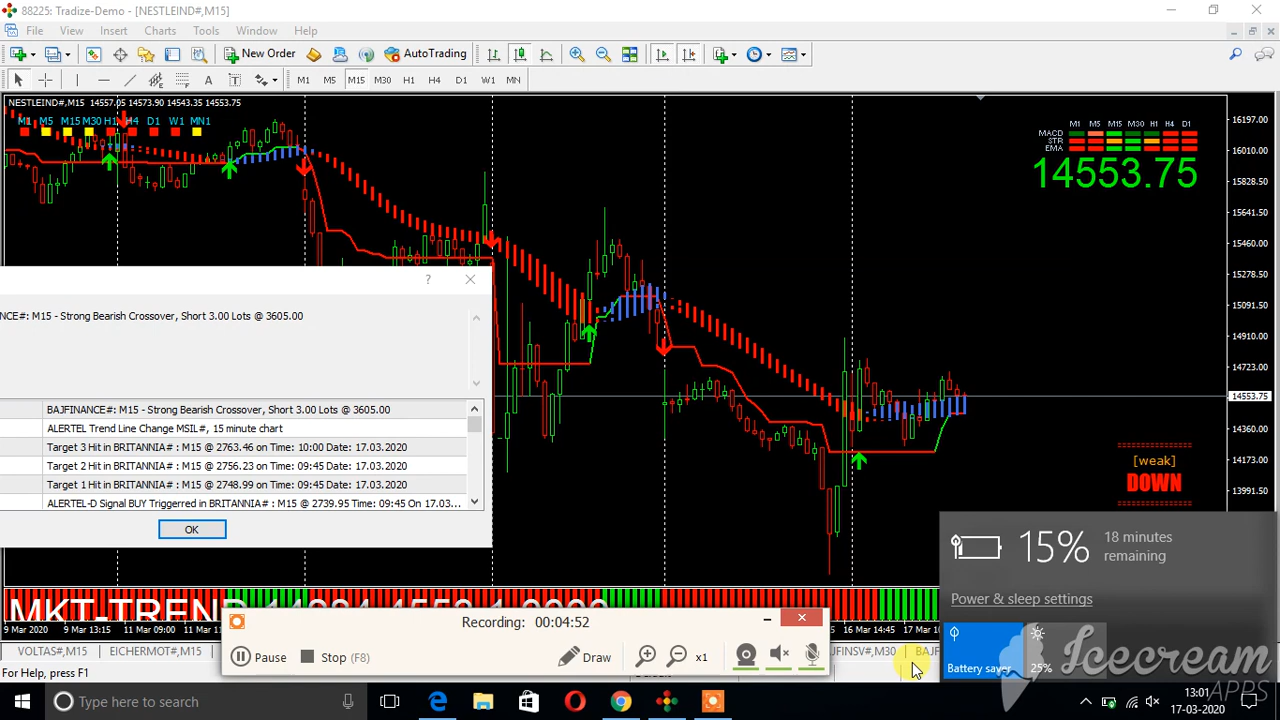 88225: Tradize-Demo - [NESTLEIND#,M15]
File View Insert Charts Tools Window Help
New Order AutoTrading
A T M1 M5 M15 M30 H1 H4 D1 W1 MN
NESTLEIND#,M15 14557.05 14573.90 14543.35 14553.75
M1 M5 M15 M30 H1 H4 D1 W1 MN1
M1 M5 M15 M30 H1 H4 D1
MACD
STR
EMA
14553.75
16197.00
16010.00
15828.50
15641.50
15460.00
15278.50
15091.50
14910.00
14723.00
14553.75
14360.00
14173.00
13991.50
?
NCE#: M15 - Strong Bearish Crossover, Short 3.00 Lots @ 3605.00
BAJFINANCE#: M15 - Strong Bearish Crossover, Short 3.00 Lots @ 3605.00
ALERTEL Trend Line Change MSIL#, 15 minute chart
Target 3 Hit in BRITANNIA# : M15 @ 2763.46 on Time: 10:00 Date: 17.03.2020
Target 2 Hit in BRITANNIA# : M15 @ 2756.23 on Time: 09:45 Date: 17.03.2020
Target 1 Hit in BRITANNIA# : M15 @ 2748.99 on Time: 09:45 Date: 17.03.2020
ALERTEL-D Signal BUY Triggerred in BRITANNIA# : M15 @ 2739.95 Time: 09:45 On 17.03...
OK
[weak]
DOWN
15% 18 minutes remaining
Power & sleep settings
Battery saver 25%
MKT-TREND
Recording: 00:04:52
Pause Stop (F8) Draw x1
9 Mar 2020 9 Mar 13:15 11 Mar 09:00 16 Mar 14:45
VOLTAS#,M15 EICHERMOT#,M15
For Help, press F1
Icecream
APPS
Type here to search
13:01
17-03-2020